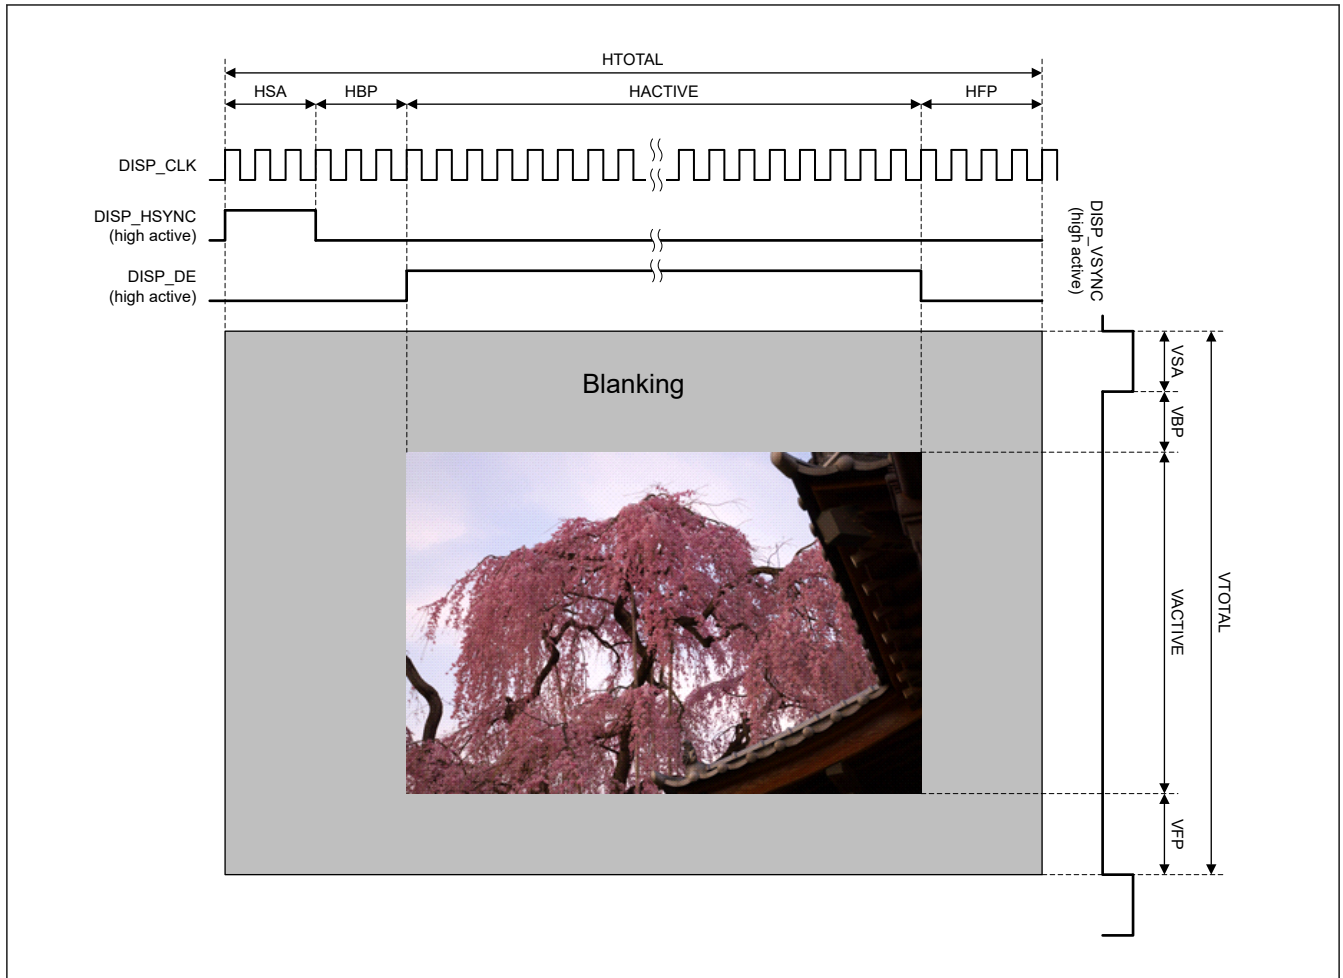 HTOTAL
HSA
HBP
HACTIVE
HFP
DISP_CLK
DISP_HSYNC
(high active)
DISP_DE
(high active)
DISP_VSYNC
(high active)
Blanking
VSA
VBP
VACTIVE
VTOTAL
VFP